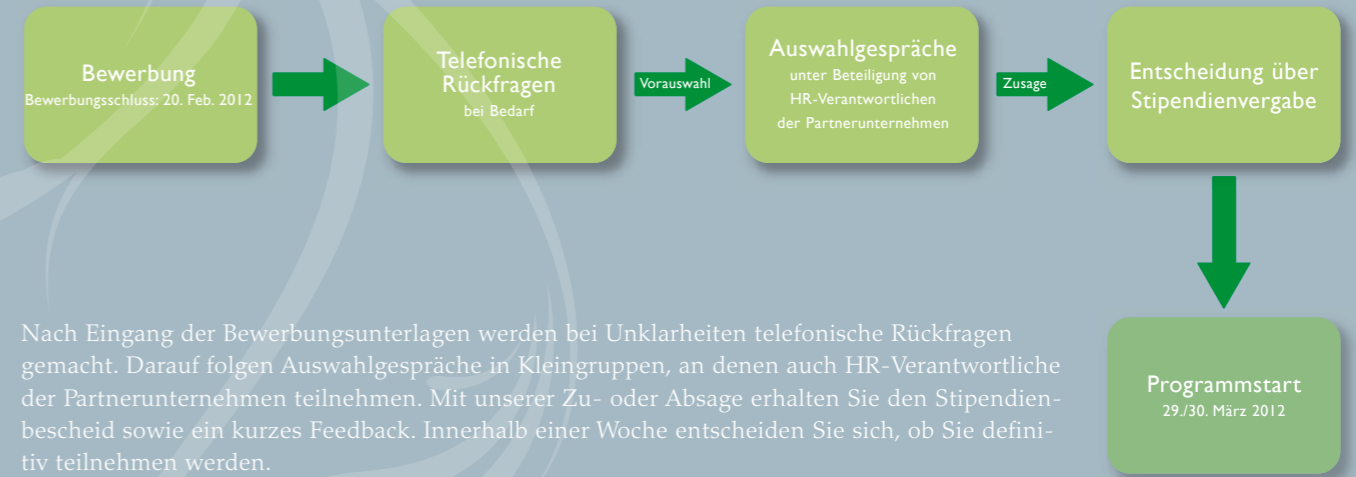 Bewerbung
Bewerbungsschluss: 20. Feb. 2012
Telefonische
Rückfragen
bei Bedarf
Vorauswahl
Auswahlgespräche
unter Beteiligung von
HR-Verantwortlichen
der Partnerunternehmen
Zusage
Entscheidung über
Stipendienvergabe
Nach Eingang der Bewerbungsunterlagen werden bei Unklarheiten telefonische Rückfragen
gemacht. Darauf folgen Auswahlgespräche in Kleingruppen, an denen auch HR-Verantwortliche
der Partnerunternehmen teilnehmen. Mit unserer Zu- oder Absage erhalten Sie den Stipendien-
bescheid sowie ein kurzes Feedback. Innerhalb einer Woche entscheiden Sie sich, ob Sie defini-
tiv teilnehmen werden.
Programmstart
29./30. März 2012